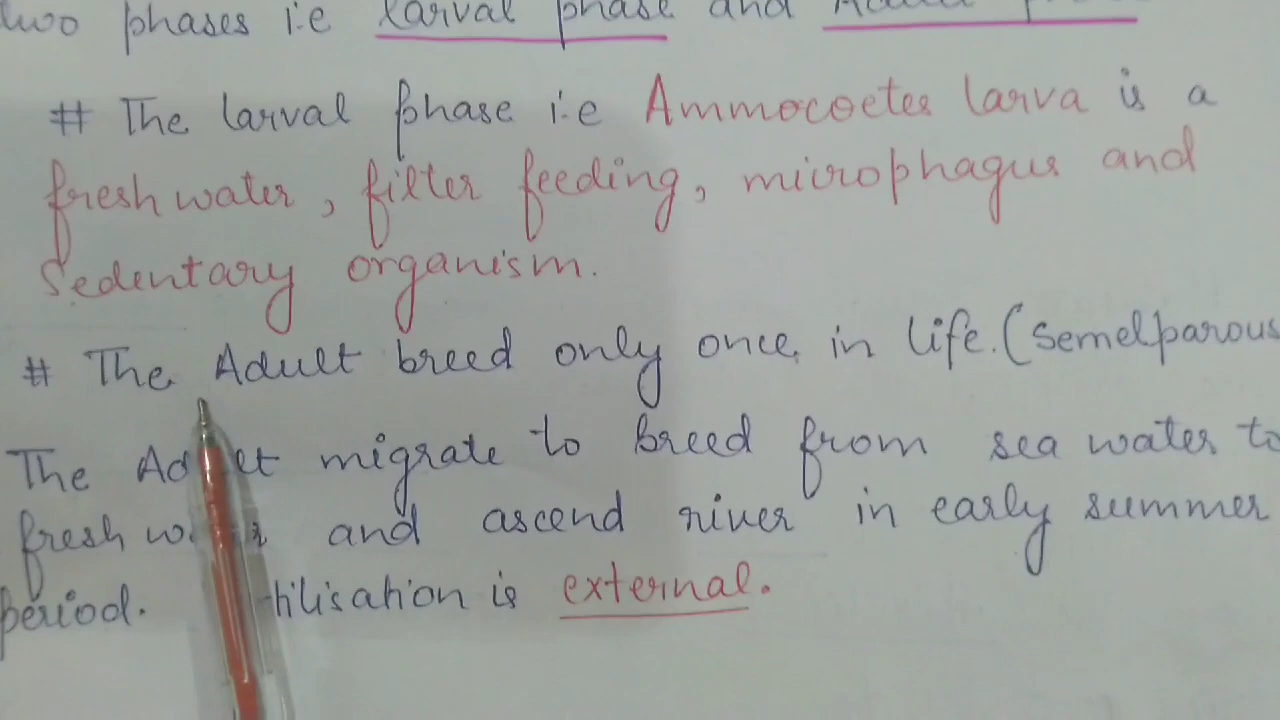 two phases i.e larval phase and Adult
# The larval phase i.e Ammocoetes larva is a
fresh water, filter feeding, microphagus and
Sedentary organism.
# The Adult breed only once in life. (Semelparous
The Adult migrate to breed from sea water to
fresh and ascend river in early summer
period. tilisation is external.